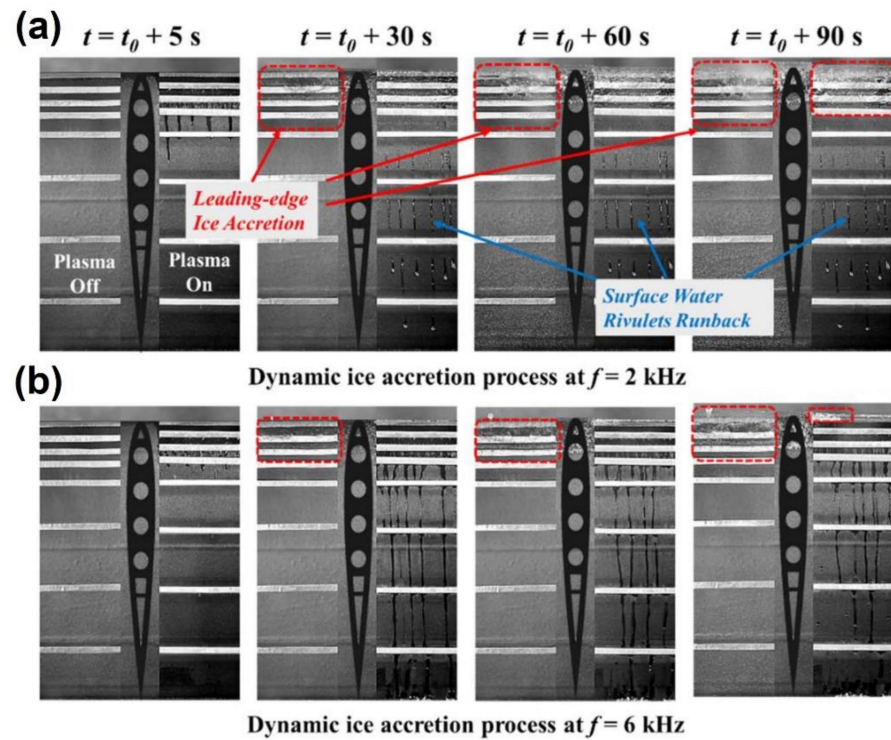 (a)
t = t0 + 5 s
t = t0 + 30 s
t = t0 + 60 s
t = t0 + 90 s
Leading-edge
Ice Accretion
Plasma
Off
Plasma
On
Surface Water
Rivulets Runback
Dynamic ice accretion process at f = 2 kHz
(b)
Dynamic ice accretion process at f = 6 kHz